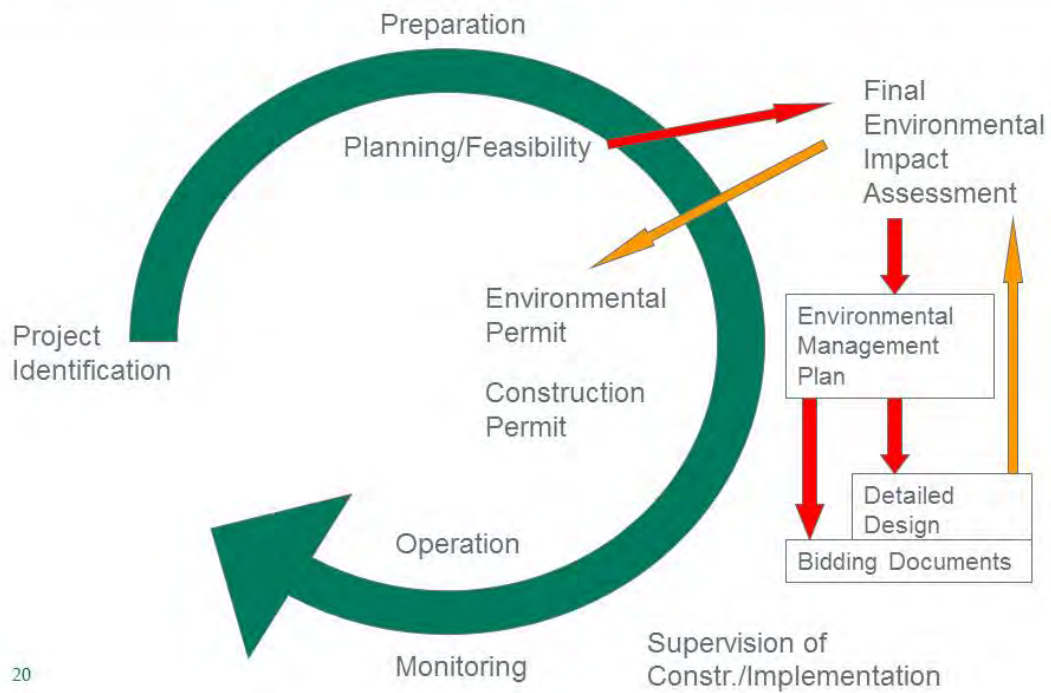 Preparation
Planning/Feasibility
Final
Environmental
Impact
Assessment
Environmental
Permit
Construction
Permit
Project
Identification
Environmental
Management
Plan
Detailed
Design
Bidding Documents
Operation
Monitoring
Supervision of
Constr./Implementation
20